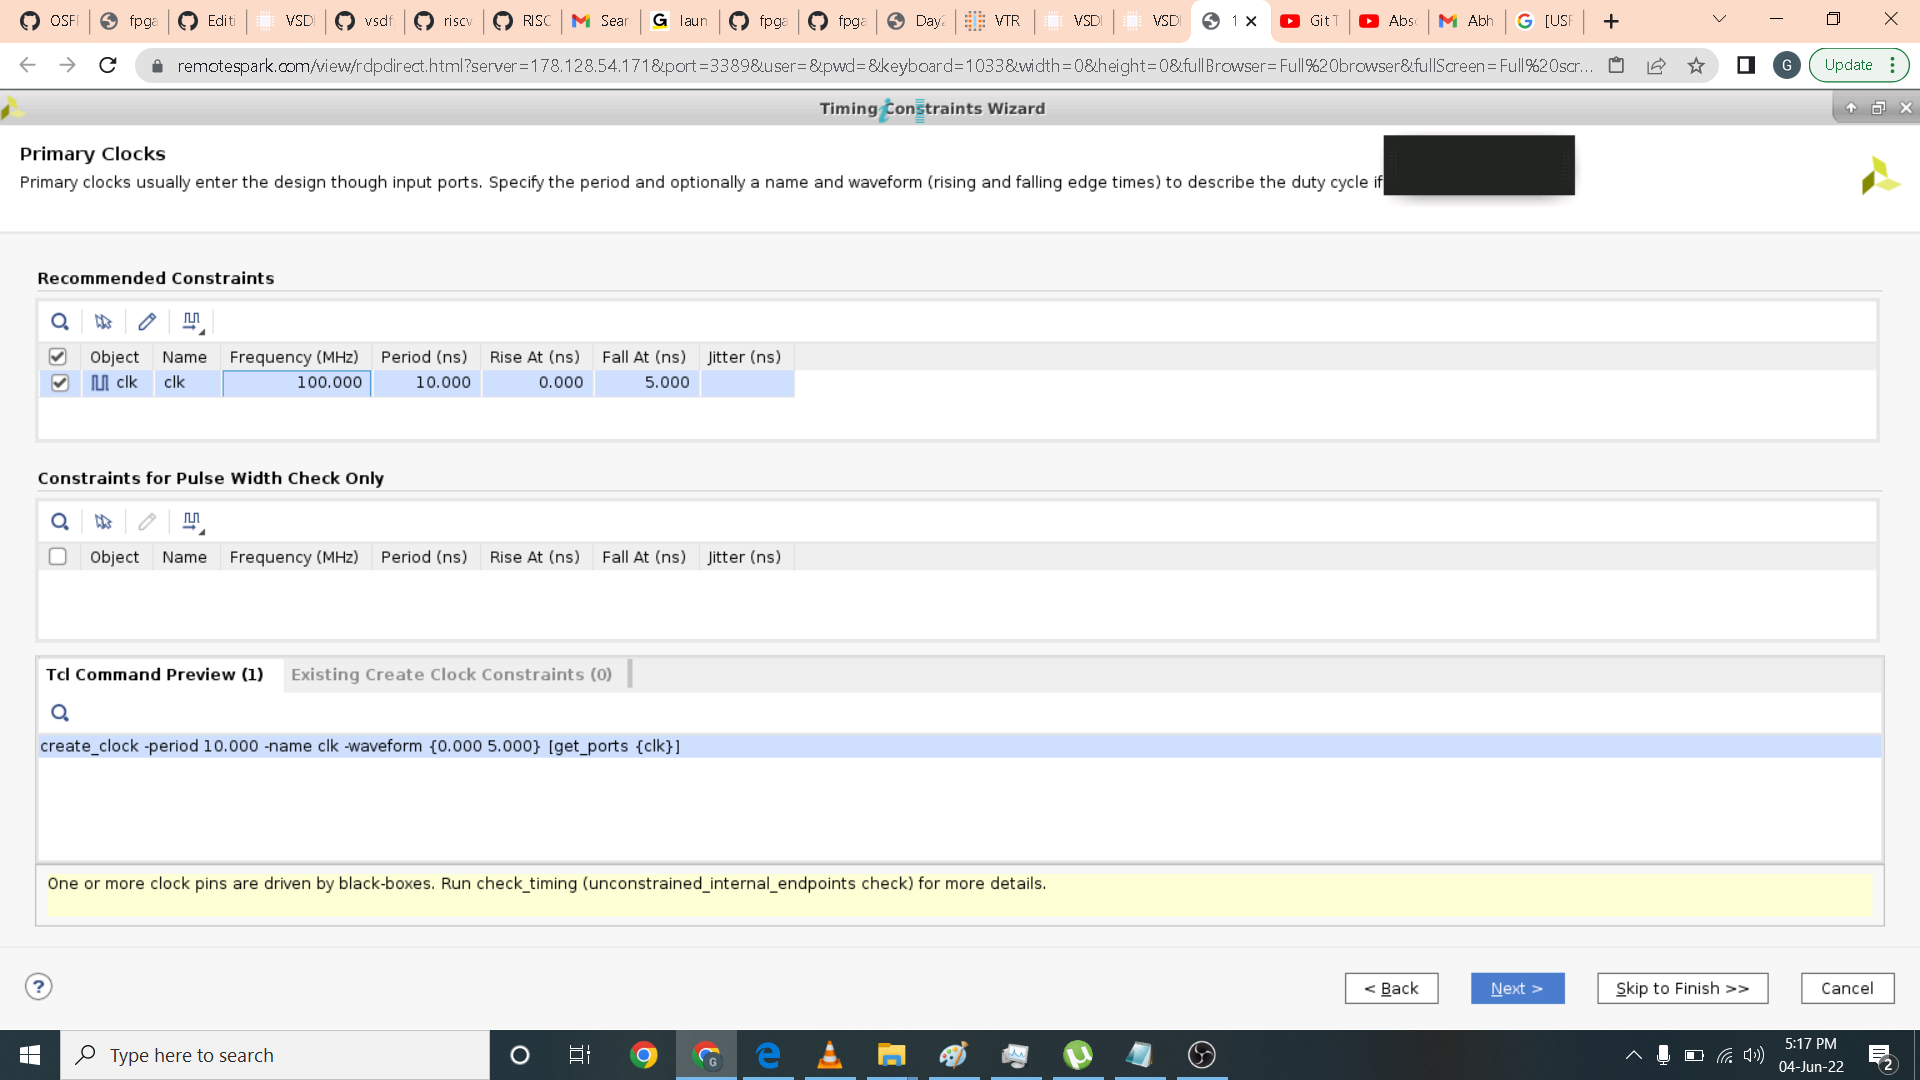 OSF
fpga
Editi
VSDI
vsdf
riscv
RISC
Sear
G
laun
fpga
fpga
Day2
VTR
VSDI
VSDI
1
Git T
Abs
Abh
[USF
remotespark.com/view/rdpdirect.html?server=178.128.54.171&port=3389&user=&pwd=&keyboard=1033&width=0&height=0&fullBrowser=Full%20browser&fullScreen=Full%20scr...
G
Update
Timing Constraints Wizard
Primary Clocks
Primary clocks usually enter the design though input ports. Specify the period and optionally a name and waveform (rising and falling edge times) to describe the duty cycle if
Recommended Constraints
Object Name Frequency (MHz) Period (ns) Rise At (ns) Fall At (ns) Jitter (ns)
clk clk 100.000 10.000 0.000 5.000
Constraints for Pulse Width Check Only
Object Name Frequency (MHz) Period (ns) Rise At (ns) Fall At (ns) Jitter (ns)
Tcl Command Preview (1) Existing Create Clock Constraints (0)
create_clock -period 10.000 -name clk -waveform {0.000 5.000} [get_ports {clk}]
One or more clock pins are driven by black-boxes. Run check_timing (unconstrained_internal_endpoints check) for more details.
?
< Back Next > Skip to Finish >> Cancel
Type here to search
G
5:17 PM
04-Jun-22
2